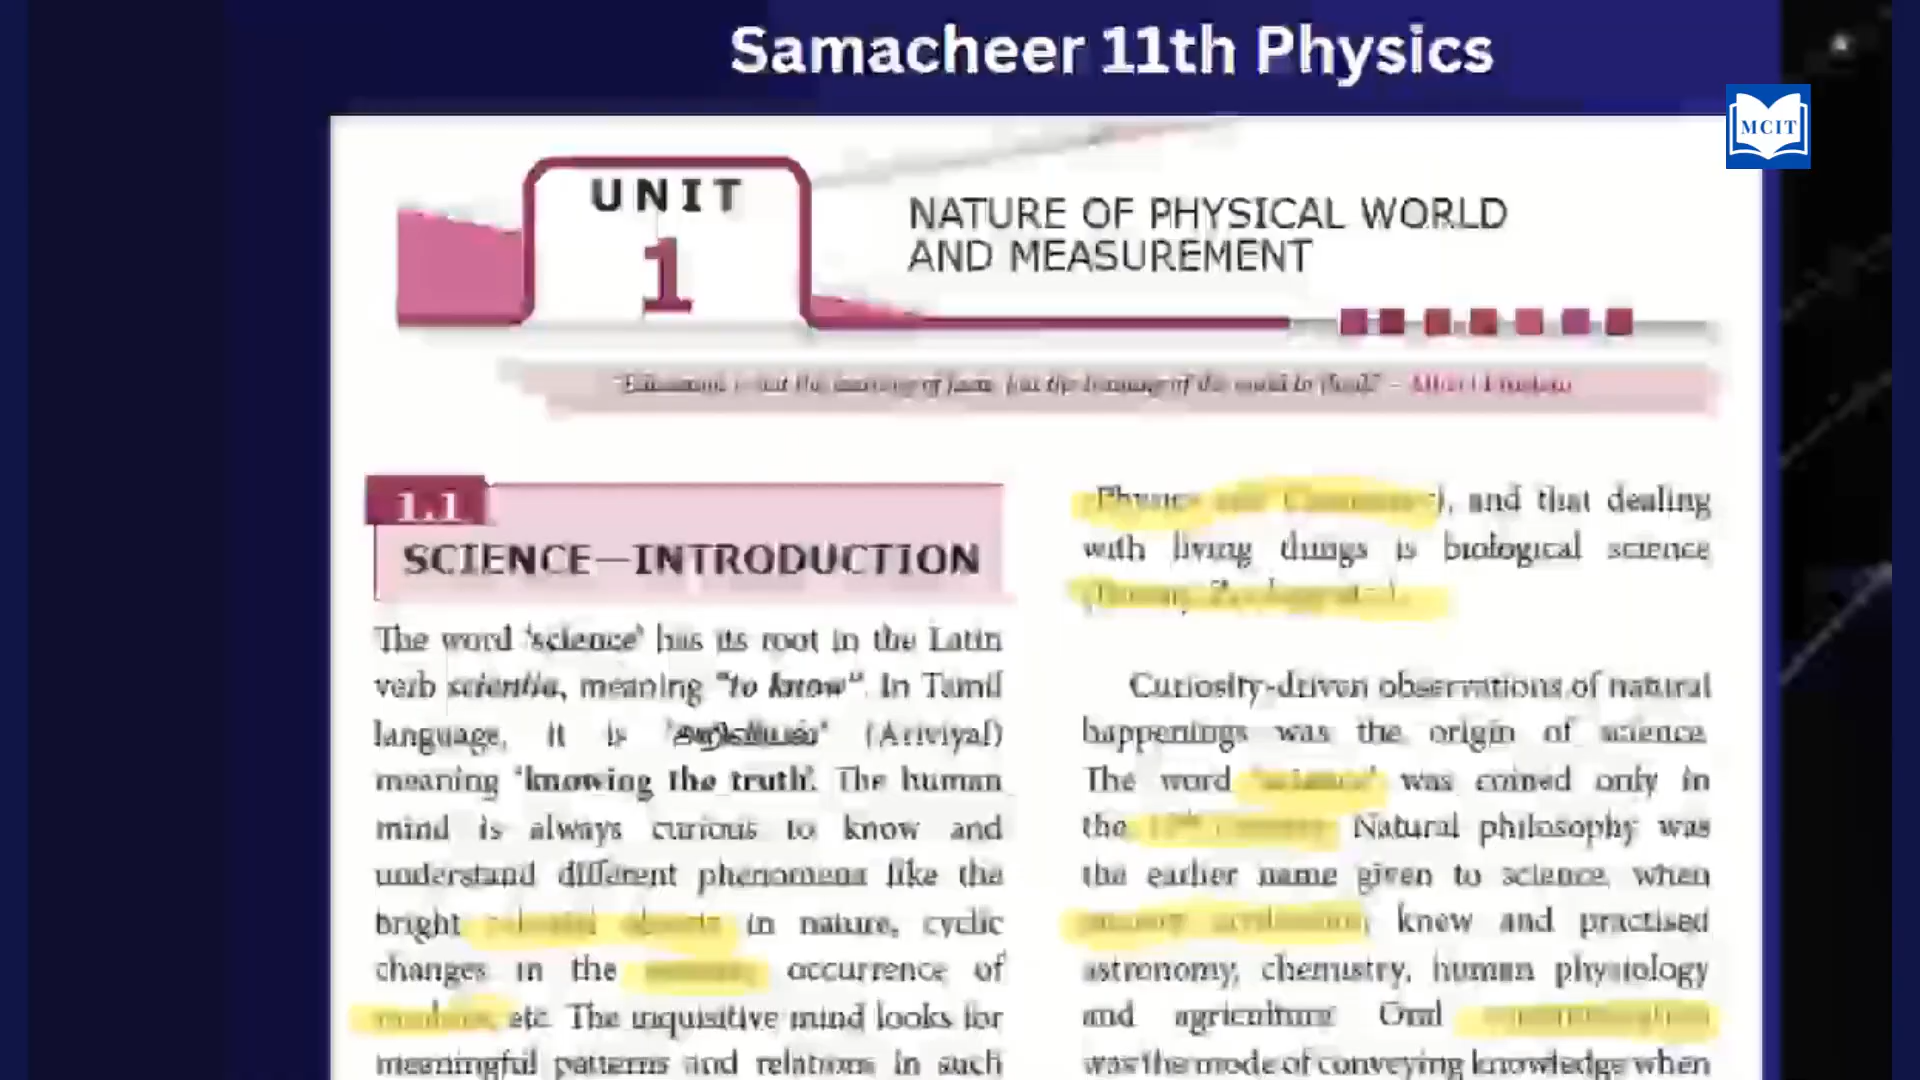 Samacheer 11th Physics
MCIT
UNIT
1
NATURE OF PHYSICAL WORLD
AND MEASUREMENT
1.1
SCIENCE—INTRODUCTION
The word 'science' has its root in the Latin
verb scientia, meaning "to know". In Tamil
language, it is (Ariviyal)
meaning 'knowing the truth'. The human
mind is always curious to know and
understand different phenomena like the
bright in nature, cyclic
changes in the occurrence of
etc. The inquisitive mind looks for
meaningful patterns and relations in such
(Physics and Chemistry), and that dealing
with living things is biological science
Curiosity-driven observations of natural
happenings was the origin of science.
The word 'science' was coined only in
the Natural philosophy was
the earlier name given to science, when
knew and practised
astronomy, chemistry, human physiology
and agriculture. Oral
was the mode of conveying knowledge when